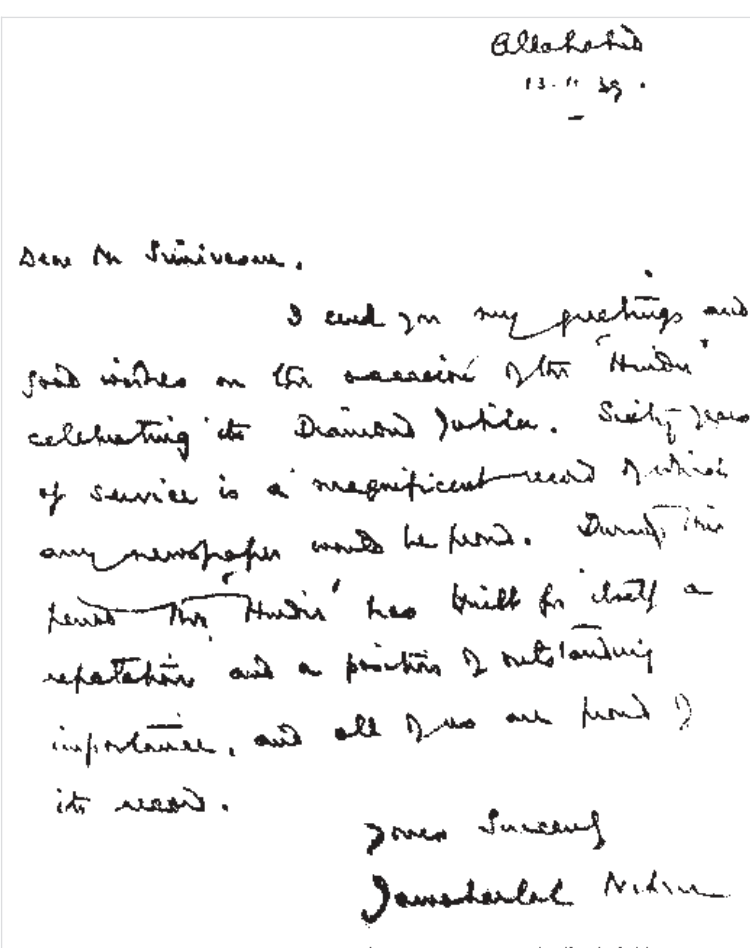 Allahabad
13.11.39.
Dear Mr Srinivasan,
I send you my greetings and
good wishes on the occasion of the "Hindu"
celebrating its Diamond Jubilee. Sixty years
of service is a magnificent record of which
any newspaper would be proud. During this
period the 'Hindu' has built for itself a
reputation and a position of outstanding
importance, and all of us are proud of
its record.
Yours Sincerely
Jawaharlal Nehru